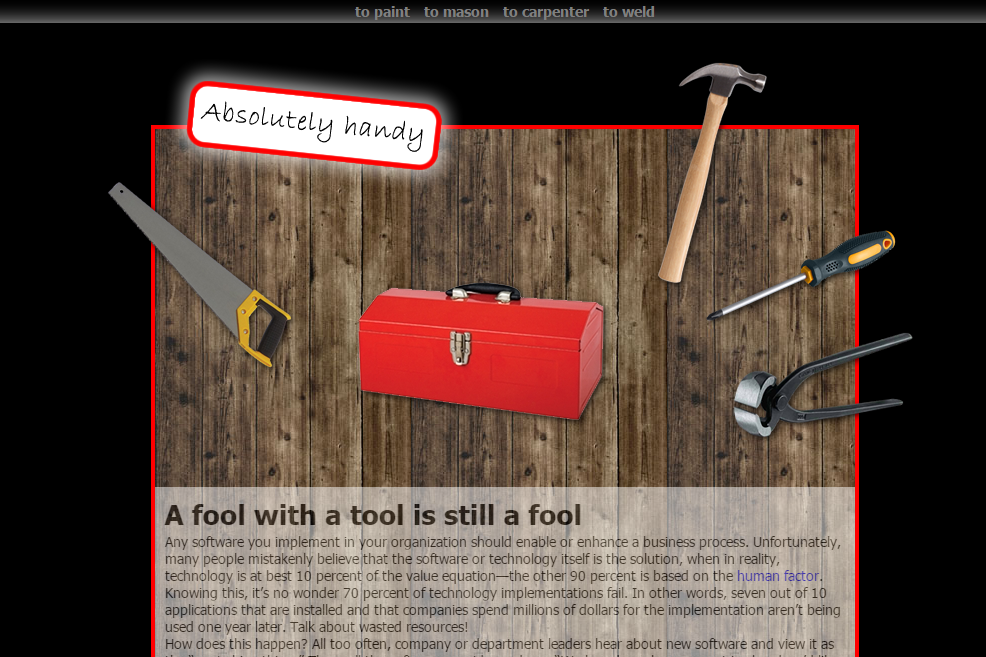 to paint to mason to carpenter to weld
Absolutely handy
A fool with a tool is still a fool
Any software you implement in your organization should enable or enhance a business process. Unfortunately,
many people mistakenly believe that the software or technology itself is the solution, when in reality,
technology is at best 10 percent of the value equation—the other 90 percent is based on the human factor.
Knowing this, it's no wonder 70 percent of technology implementations fail. In other words, seven out of 10
applications that are installed and that companies spend millions of dollars for the implementation aren't being
used one year later. Talk about wasted resources!
How does this happen? All too often, company or department leaders hear about new software and view it as